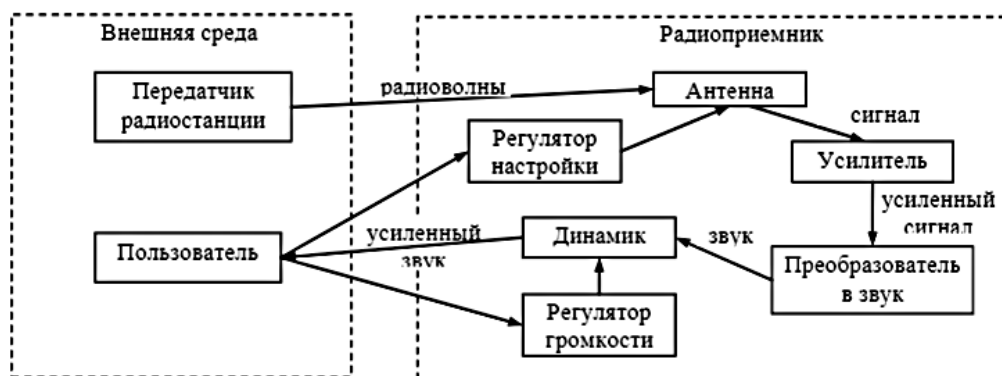 Внешняя среда
Радиоприемник
Передатчик
радиостанции
радиоволны
Антенна
сигнал
Регулятор
настройки
Усилитель
усиленный
сигнал
Пользователь
усиленный
звук
Динамик
звук
Преобразователь
в звук
Регулятор
громкости